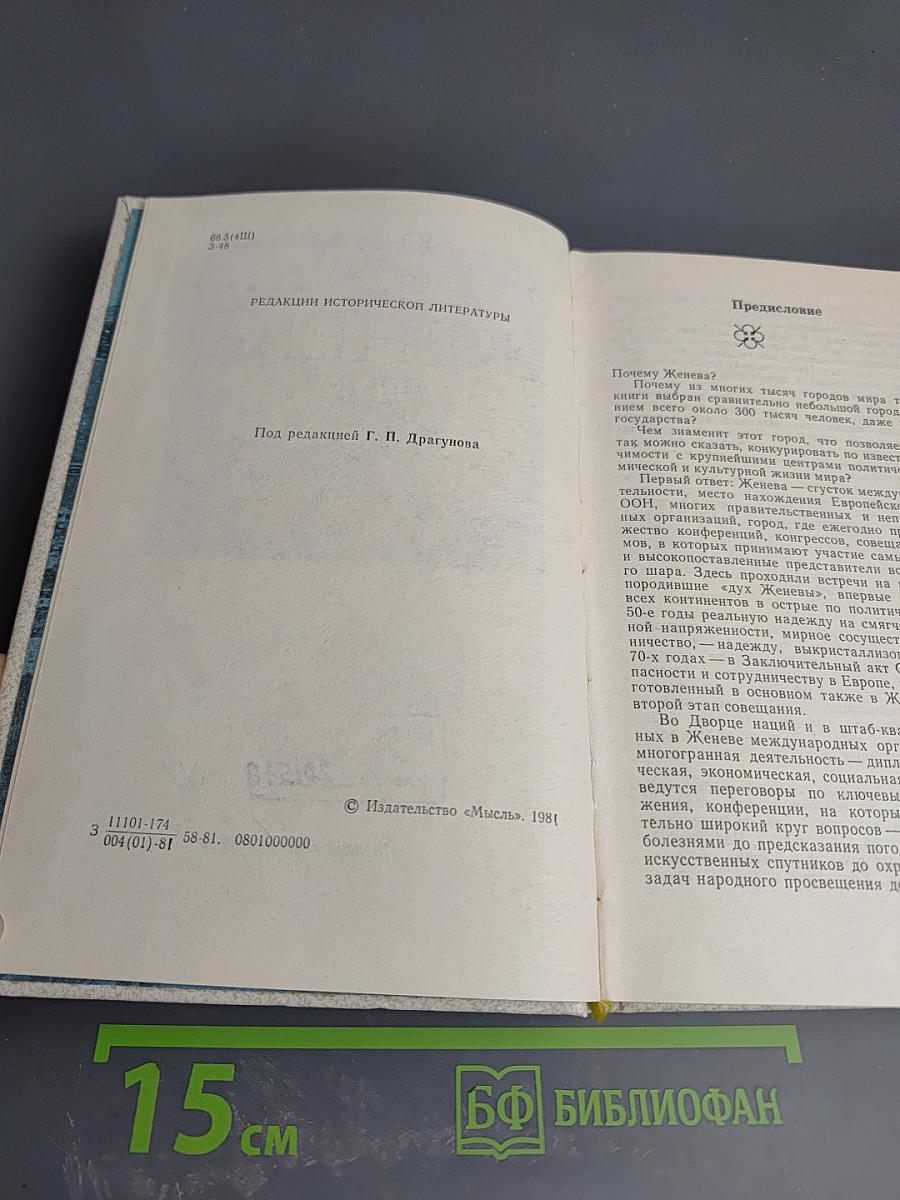 66.3(4Ш)
З-48
РЕДАКЦИИ ИСТОРИЧЕСКОЙ ЛИТЕРАТУРЫ
Под редакцией Г. П. Драгунова
© Издательство «Мысль». 1981
З 11101-174
004(01)-81 58-81. 0801000000
Предисловие
Почему Женева?
Почему из многих тысяч городов мира
книги выбран сравнительно небольшой город
нием всего около 300 тысяч человек, даже
государства?
Чем знаменит этот город, что позволяе
так можно сказать, конкурировать по извест
чимости с крупнейшими центрами политиче
мической и культурной жизни мира?
Первый ответ: Женева — сгусток между
тельности, место нахождения Европейско
ООН, многих правительственных и неп
ных организаций, город, где ежегодно пр
жество конференций, конгрессов, совеща
мов, в которых принимают участие самы
и высокопоставленные представители вс
го шара. Здесь проходили встречи на
породившие «дух Женевы», впервые
всех континентов в острые по политич
50-е годы реальную надежду на смягч
ной напряженности, мирное сосущест
ничество, — надежду, выкристаллизов
70-х годах — в Заключительный акт С
пасности и сотрудничеству в Европе,
готовленный в основном также в Ж
второй этап совещания.
Во Дворце наций и в штаб-ква
ных в Женеве международных орг
многогранная деятельность — дипл
ческая, экономическая, социальная
ведутся переговоры по ключевы
жения, конференции, на которы
тельно широкий круг вопросов —
болезнями до предсказания пого
искусственных спутников до охр
задач народного просвещения д
15 см
БФ БИБЛИОФАН